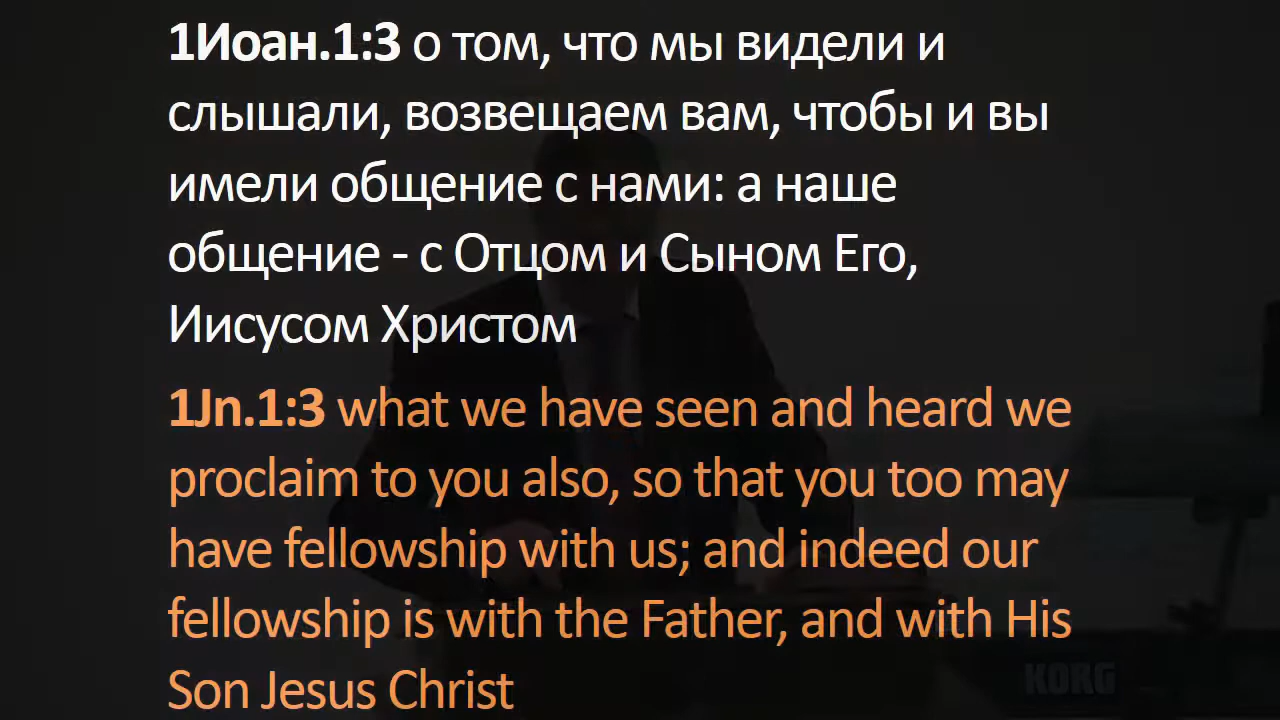 1Иоан.1:3 о том, что мы видели и
слышали, возвещаем вам, чтобы и вы
имели общение с нами: а наше
общение - с Отцом и Сыном Его,
Иисусом Христом
1Jn.1:3 what we have seen and heard we
proclaim to you also, so that you too may
have fellowship with us; and indeed our
fellowship is with the Father, and with His
Son Jesus Christ
KORG